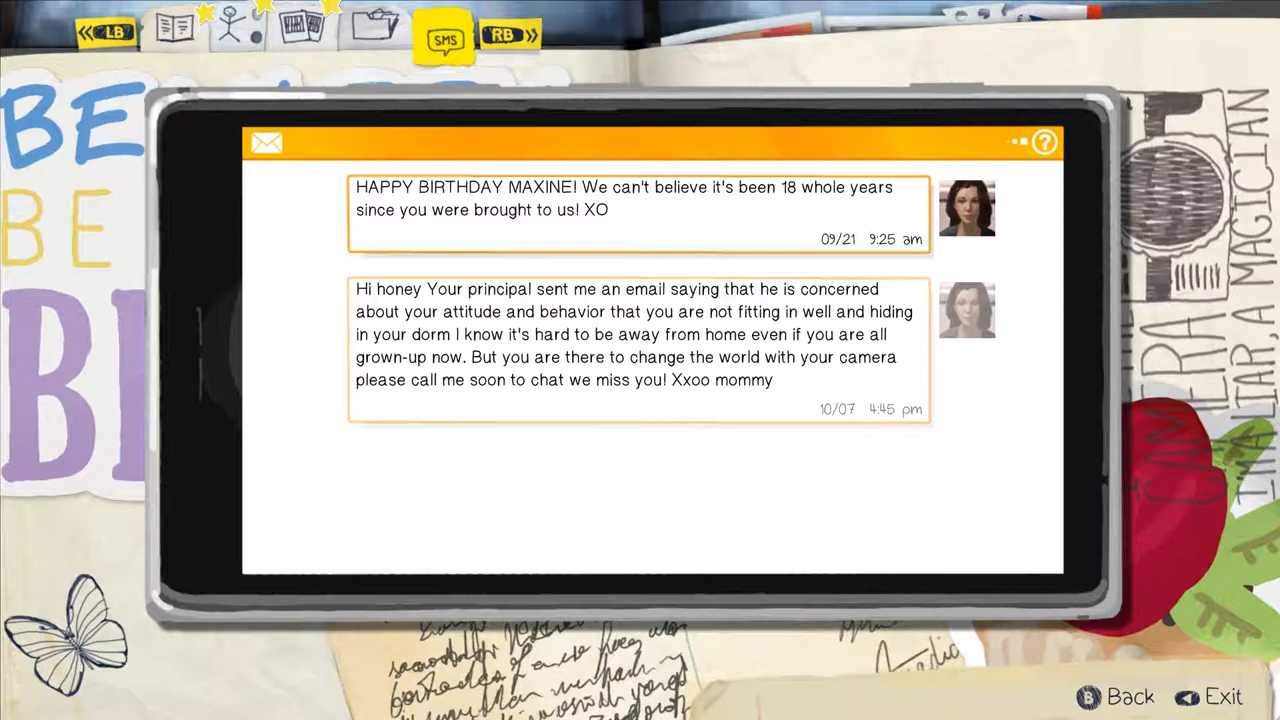 LB
SMS
RB
BE
BE
HAPPY BIRTHDAY MAXINE! We can't believe it's been 18 whole years
since you were brought to us! XO
09/21 9:25 am
Hi honey Your principal sent me an email saying that he is concerned
about your attitude and behavior that you are not fitting in well and hiding
in your dorm I know it's hard to be away from home even if you are all
grown-up now. But you are there to change the world with your camera
please call me soon to chat we miss you! Xxoo mommy
10/07 4:45 pm
?
I'M A LIAR, A MAGICIAN
B Back
Exit